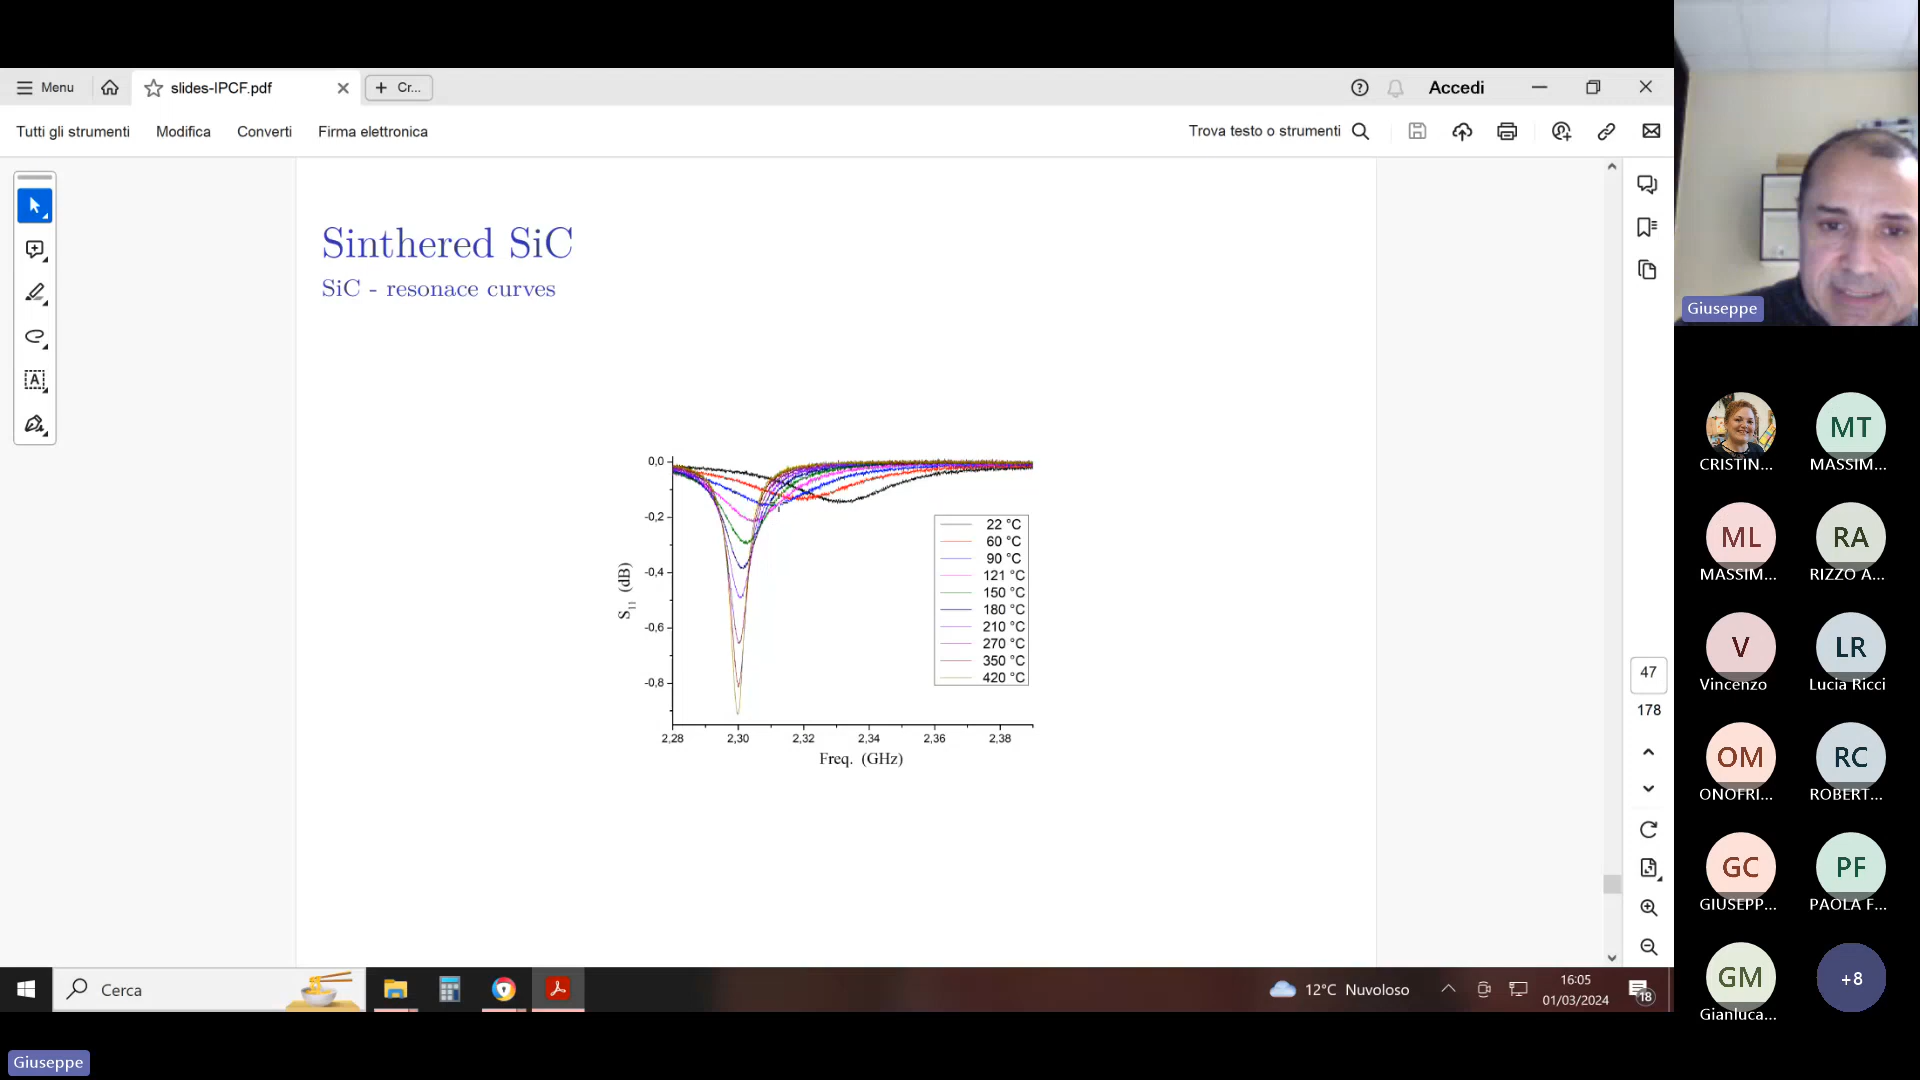 Menu
slides-IPCF.pdf
Cr...
Accedi
Tutti gli strumenti
Modifica
Converti
Firma elettronica
Trova testo o strumenti
Sinthered SiC
SiC - resonace curves
0,0
-0,2
-0,4
-0,6
-0,8
S11 (dB)
2,28
2,30
2,32
2,34
2,36
2,38
Freq. (GHz)
22 °C
60 °C
90 °C
121 °C
150 °C
180 °C
210 °C
270 °C
350 °C
420 °C
47
178
Cerca
12°C Nuvoloso
16:05
01/03/2024
18
Giuseppe
Giuseppe
CRISTIN...
MT
MASSIM...
ML
MASSIM...
RA
RIZZO A...
V
Vincenzo
LR
Lucia Ricci
OM
ONOFRI...
RC
ROBERT...
GC
GIUSEPP...
PF
PAOLA F...
GM
Gianluca...
+8